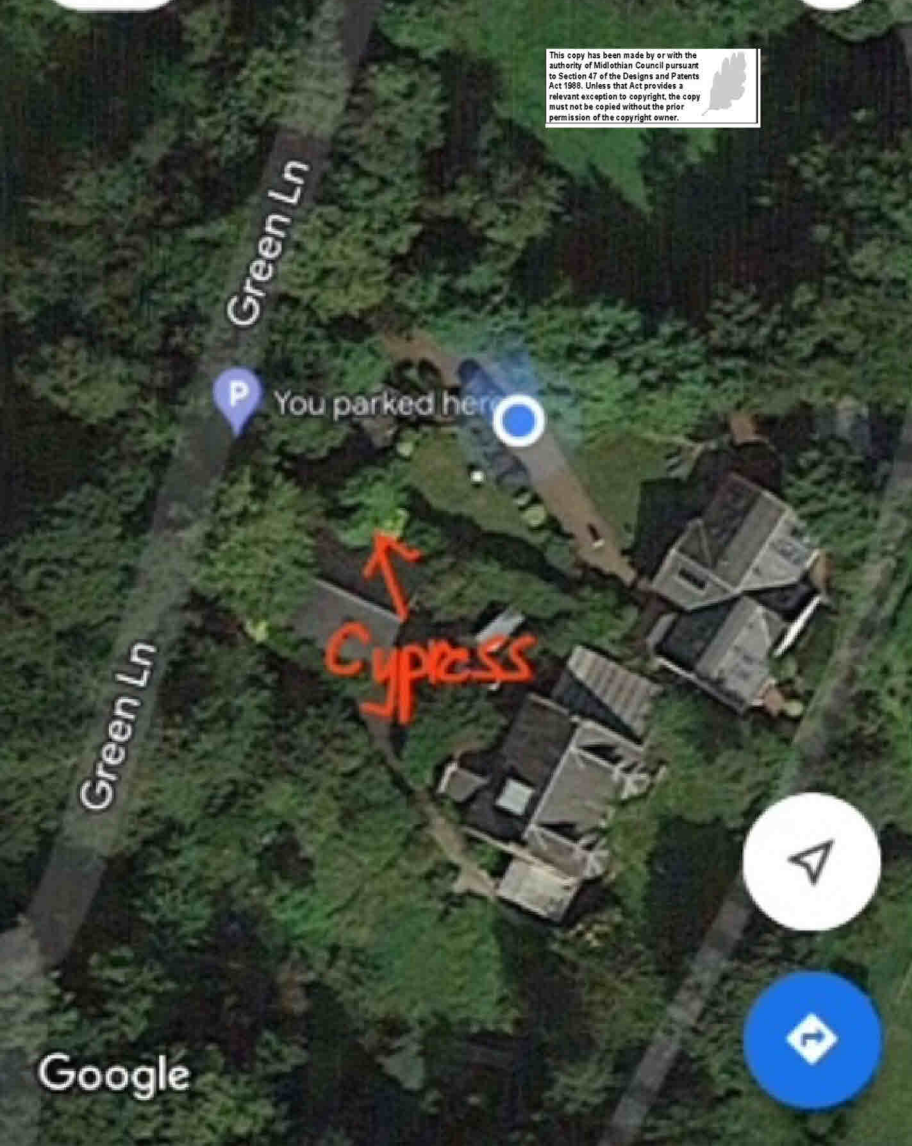 This copy has been made by or with the
authority of Midlothian Council pursuant
to Section 47 of the Designs and Patents
Act 1988. Unless that Act provides a
relevant exception to copyright, the copy
must not be copied without the prior
permission of the copyright owner.
Green Ln
P
You parked here
Cypress
Green Ln
Google